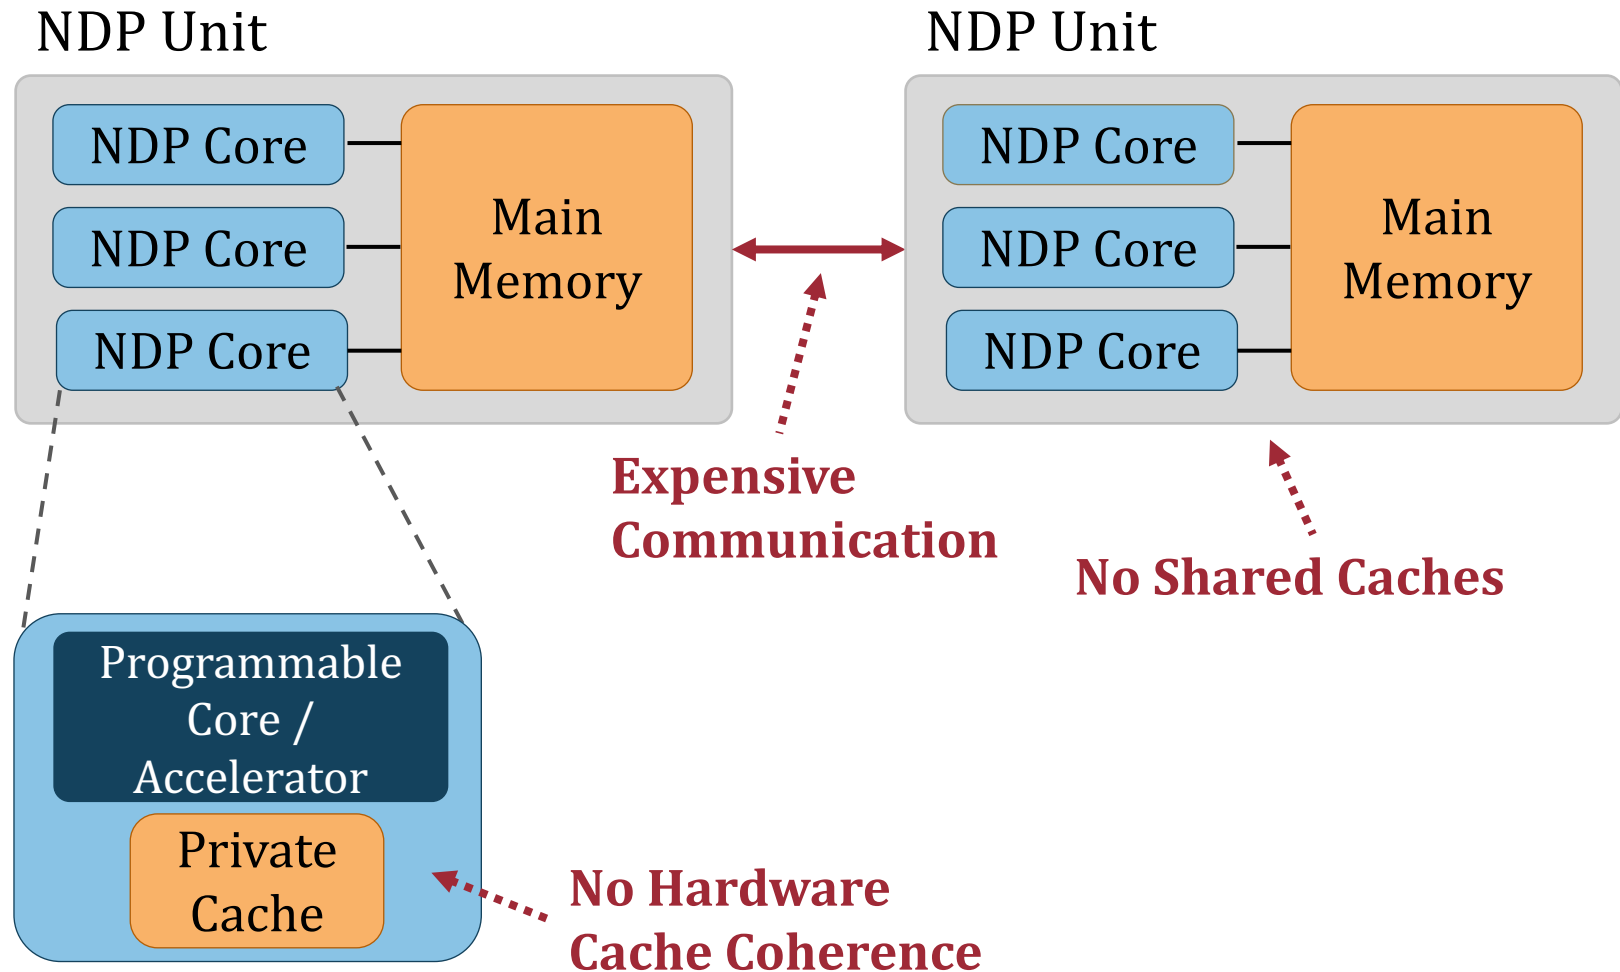 NDP Unit
NDP Core
NDP Core
NDP Core
Main
Memory
NDP Unit
NDP Core
NDP Core
NDP Core
Main
Memory
Expensive
Communication
No Shared Caches
Programmable
Core /
Accelerator
Private
Cache
No Hardware
Cache Coherence